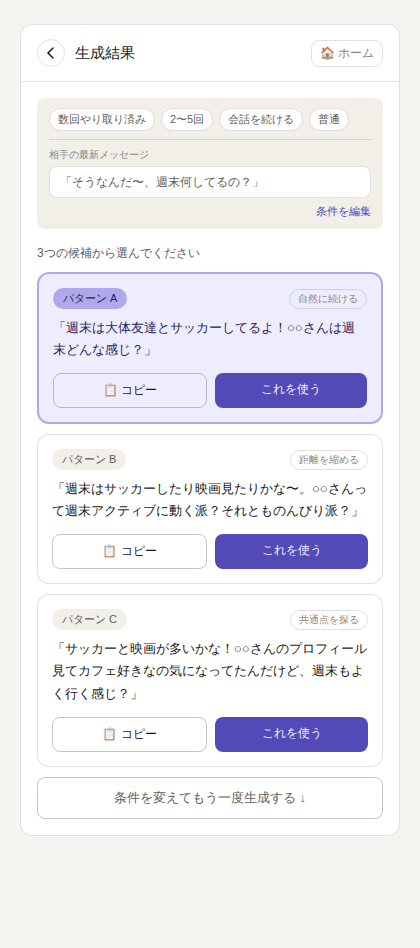 生成結果
🏠 ホーム
数回やり取り済み 2〜5回 会話を続ける 普通
相手の最新メッセージ
「そうなんだ〜、週末何してるの？」
条件を編集
3つの候補から選んでください
パターン A 自然に続ける
「週末は大体友達とサッカーしてるよ！○○さんは週
末どんな感じ？」
📋 コピー これを使う
パターン B 距離を縮める
「週末はサッカーしたり映画見たりかな〜。○○さんっ
て週末アクティブに動く派？それとものんびり派？」
📋 コピー これを使う
パターン C 共通点を探る
「サッカーと映画が多いかな！○○さんのプロフィール
見てカフェ好きなの気になってたんだけど、週末もよ
く行く感じ？」
📋 コピー これを使う
条件を変えてもう一度生成する ↓